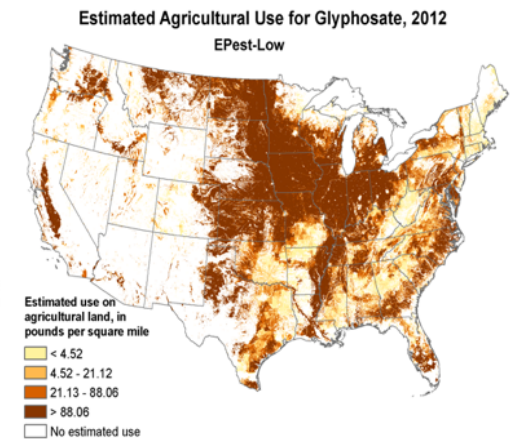 Estimated Agricultural Use for Glyphosate, 2012
EPest-Low
Estimated use on
agricultural land, in
pounds per square mile
< 4.52
4.52 - 21.12
21.13 - 88.06
> 88.06
No estimated use